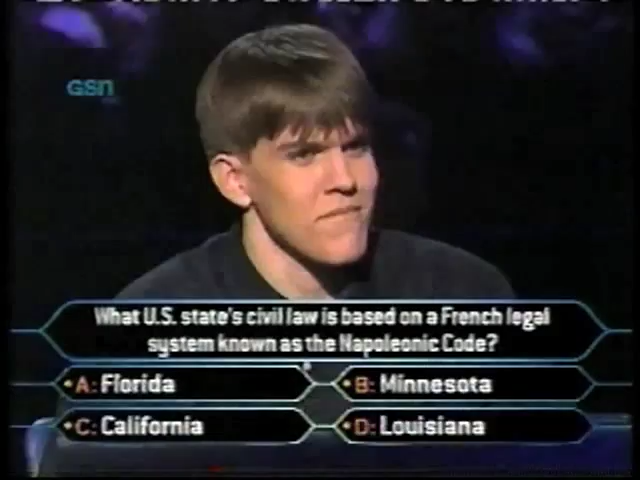 GSN
What U.S. state's civil law is based on a French legal
system known as the Napoleonic Code?
A: Florida
B: Minnesota
C: California
D: Louisiana